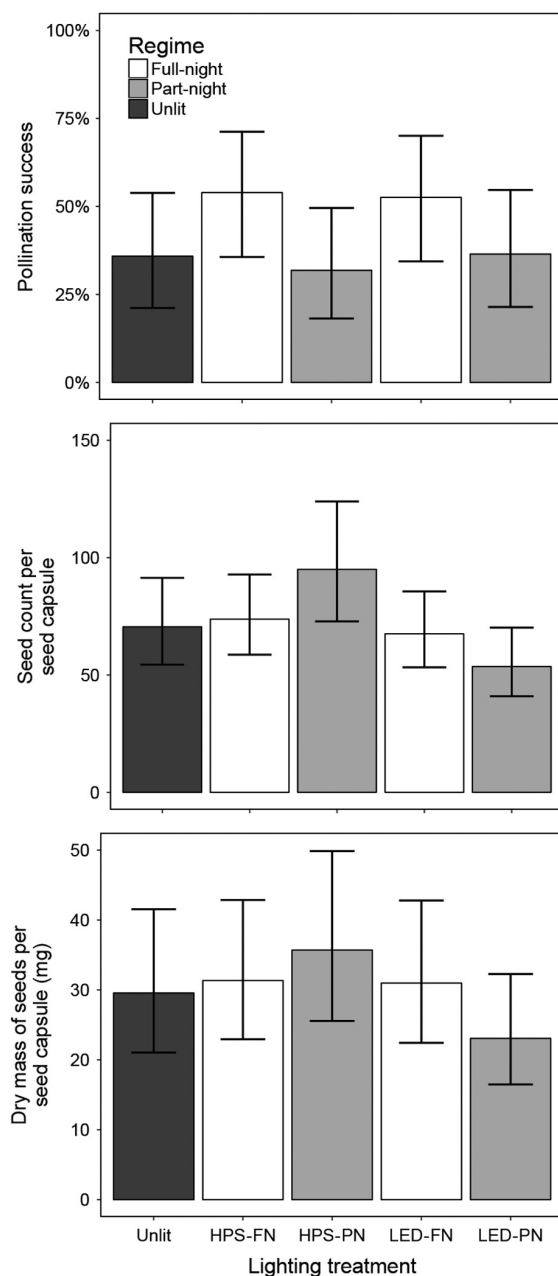 100%
75%
50%
25%
0%
Pollination success
Regime
Full-night
Part-night
Unlit
150
100
50
0
Seed count per
seed capsule
50
40
30
20
10
0
Dry mass of seeds per
seed capsule (mg)
Unlit HPS-FN HPS-PN LED-FN LED-PN
Lighting treatment